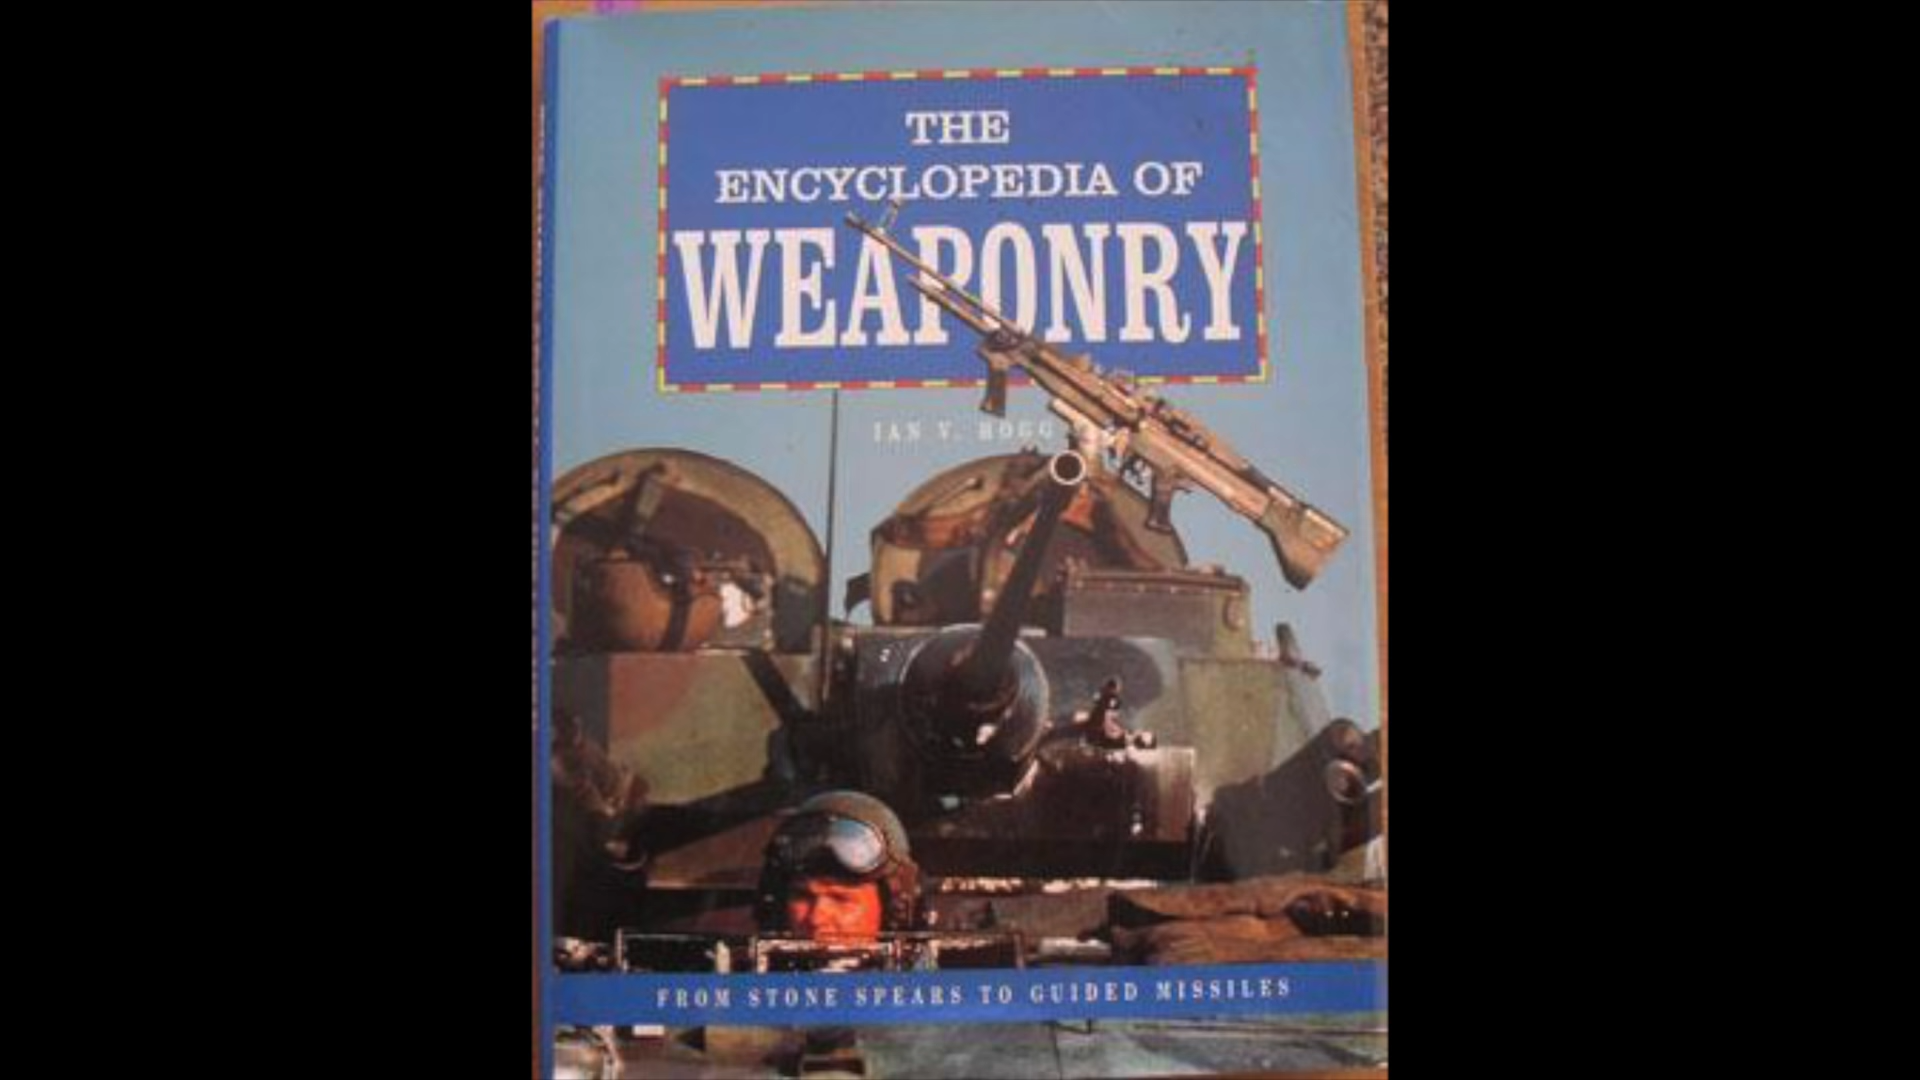 THE
ENCYCLOPEDIA OF
WEAPONRY
IAN V. HOGG
FROM STONE SPEARS TO GUIDED MISSILES